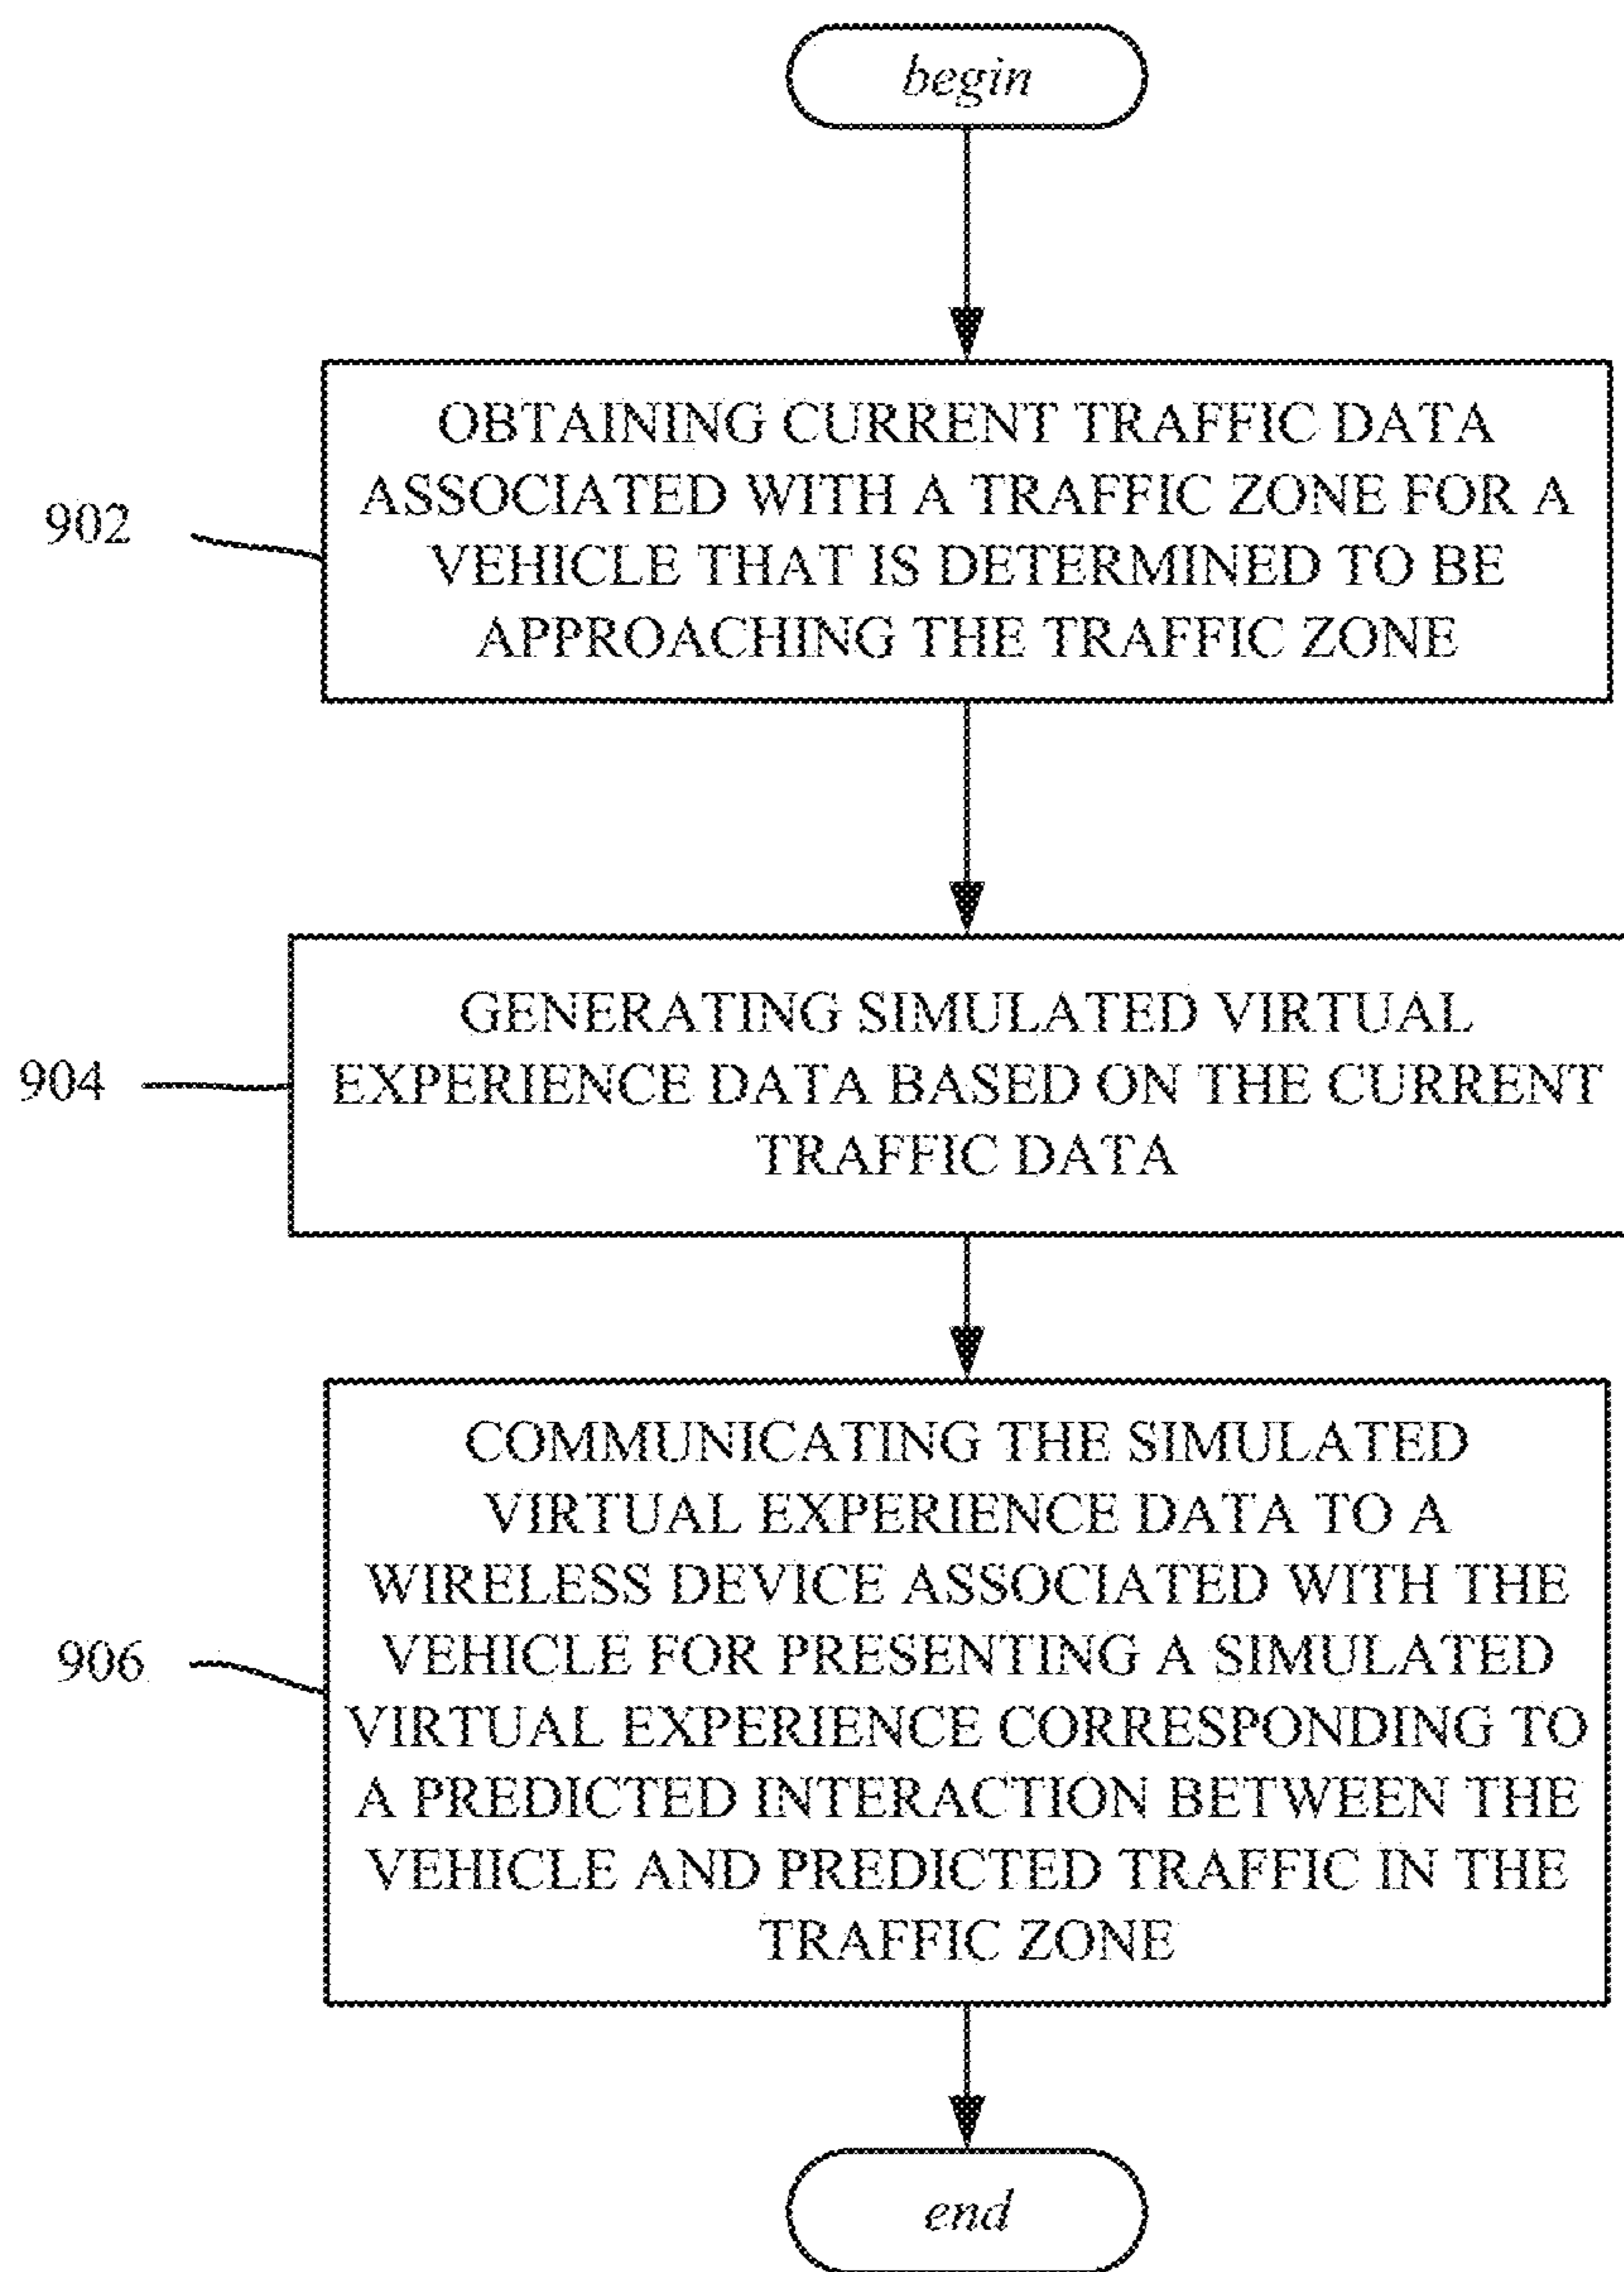 begin
OBTAINING CURRENT TRAFFIC DATA
ASSOCIATED WITH A TRAFFIC ZONE FOR A
VEHICLE THAT IS DETERMINED TO BE
APPROACHING THE TRAFFIC ZONE
902
GENERATING SIMULATED VIRTUAL
EXPERIENCE DATA BASED ON THE CURRENT
TRAFFIC DATA
904
COMMUNICATING THE SIMULATED
VIRTUAL EXPERIENCE DATA TO A
WIRELESS DEVICE ASSOCIATED WITH THE
VEHICLE FOR PRESENTING A SIMULATED
VIRTUAL EXPERIENCE CORRESPONDING TO
A PREDICTED INTERACTION BETWEEN THE
VEHICLE AND PREDICTED TRAFFIC IN THE
TRAFFIC ZONE
906
end